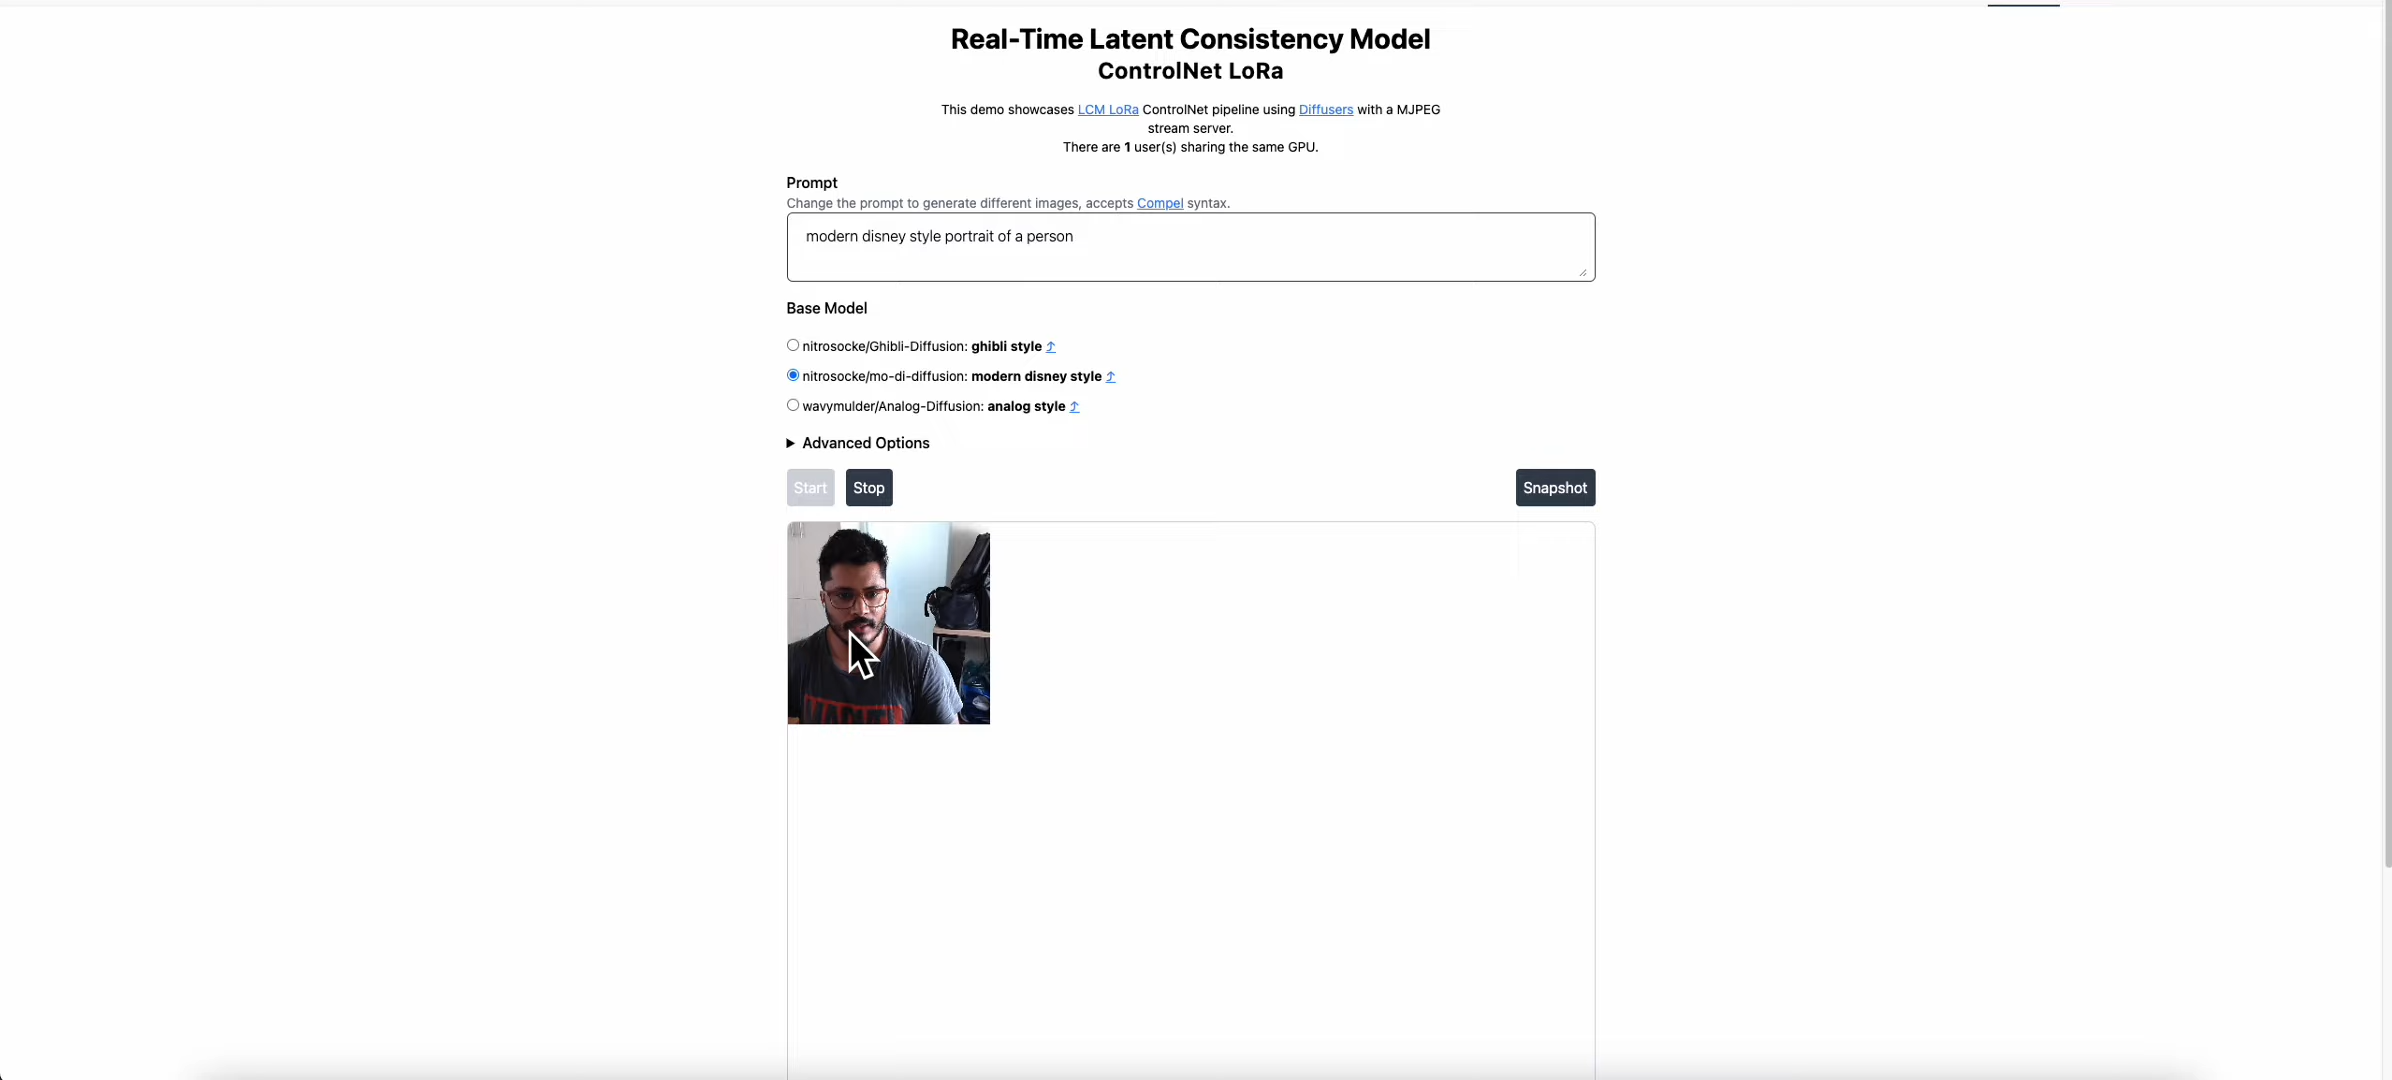 Real-Time Latent Consistency Model
ControlNet LoRa
This demo showcases LCM LoRa ControlNet pipeline using Diffusers with a MJPEG
stream server.
There are 1 user(s) sharing the same GPU.
Prompt
Change the prompt to generate different images, accepts Compel syntax.
modern disney style portrait of a person
Base Model
nitrosocke/Ghibli-Diffusion: ghibli style ⤴
nitrosocke/mo-di-diffusion: modern disney style ⤴
wavymulder/Analog-Diffusion: analog style ⤴
Advanced Options
Start Stop Snapshot